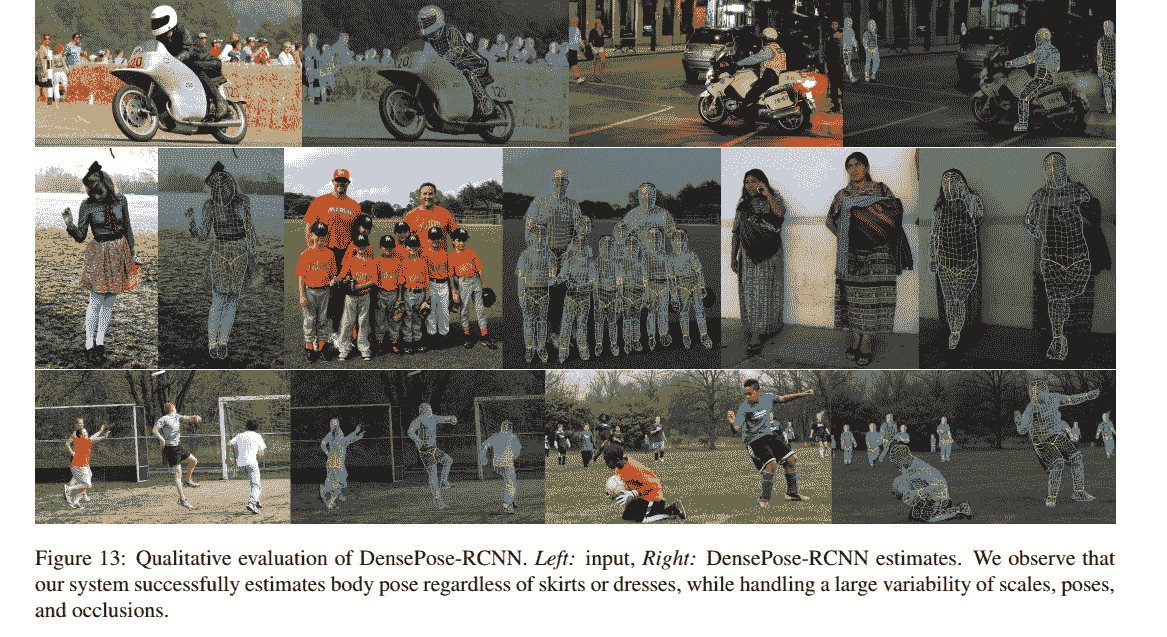 Figure 13: Qualitative evaluation of DensePose-RCNN. Left: input, Right: DensePose-RCNN estimates. We observe that
our system successfully estimates body pose regardless of skirts or dresses, while handling a large variability of scales, poses,
and occlusions.